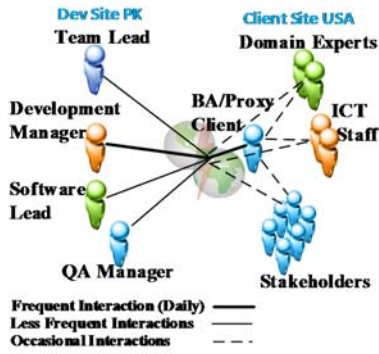 Dev Site PK
Client Site USA
Team Lead
Domain Experts
Development
Manager
BA/Proxy
Client
ICT
Staff
Software
Lead
QA Manager
Stakeholders
Frequent Interaction (Daily)
Less Frequent Interactions
Occasional Interactions